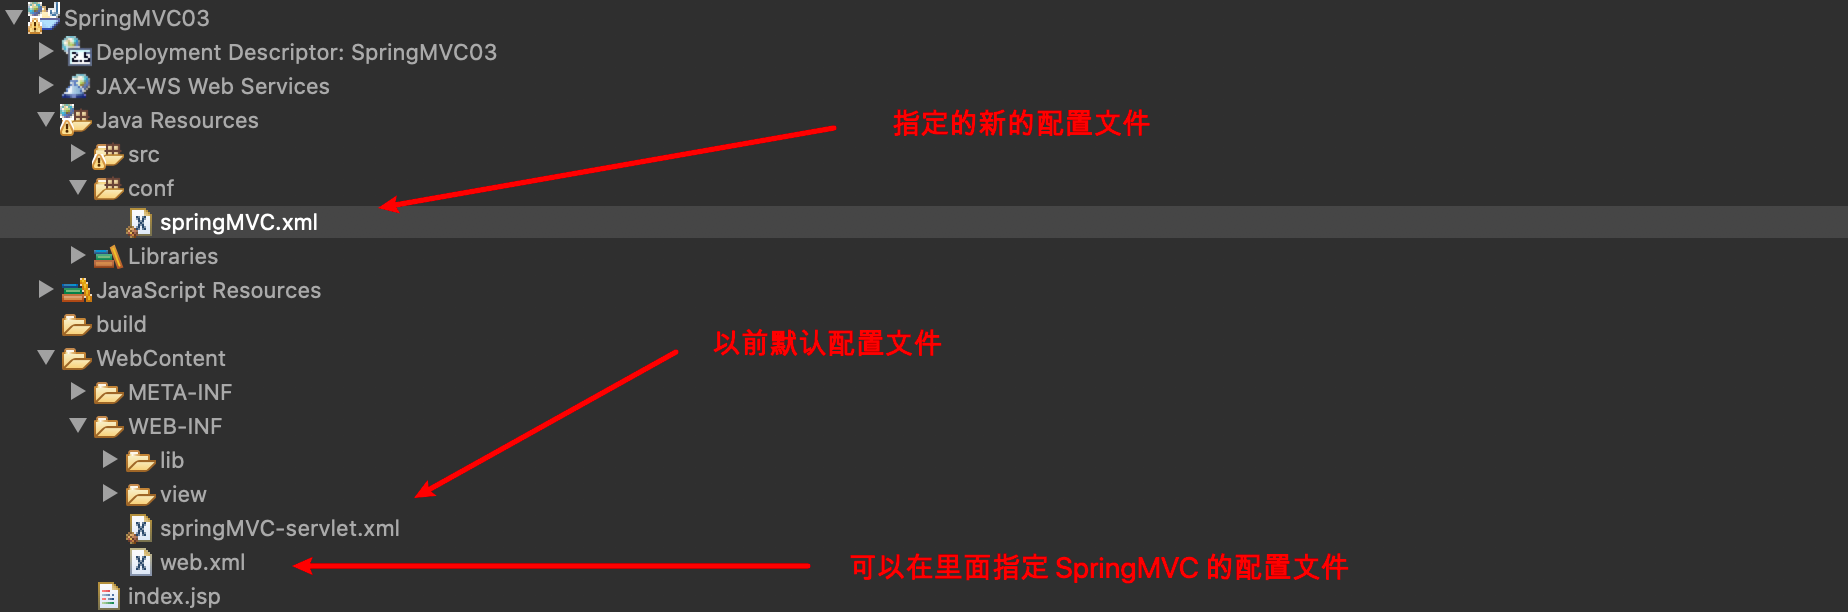 SpringMVC03
Deployment Descriptor: SpringMVC03
JAX-WS Web Services
Java Resources
指定的新的配置文件
src
conf
springMVC.xml
Libraries
JavaScript Resources
build
以前默认配置文件
WebContent
META-INF
WEB-INF
lib
view
springMVC-servlet.xml
web.xml
可以在里面指定 SpringMVC 的配置文件
index.jsp